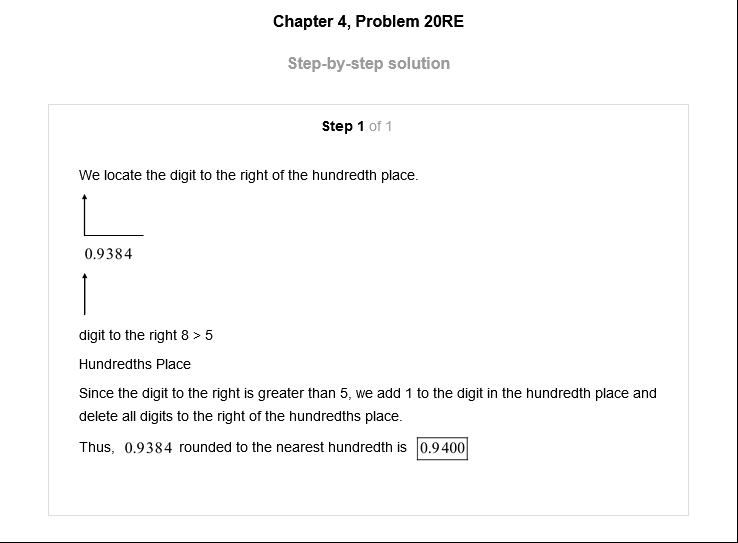 Chapter 4, Problem 20RE
Step-by-step solution
Step 1 of 1
We locate the digit to the right of the hundredth place.
0.9384
digit to the right 8 > 5
Hundredths Place
Since the digit to the right is greater than 5, we add 1 to the digit in the hundredth place and
delete all digits to the right of the hundredths place.
Thus, 0.9384 rounded to the nearest hundredth is 0.9400